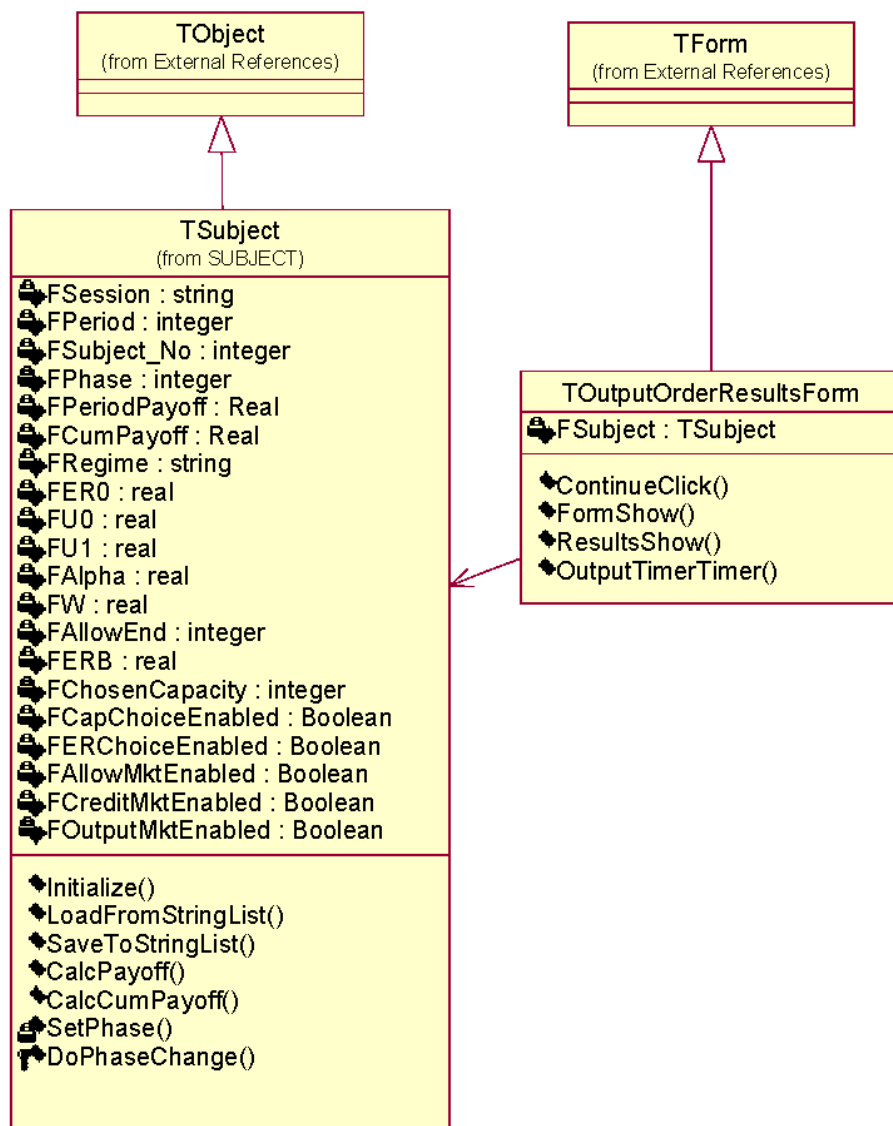 TObject
(from External References)
TForm
(from External References)
TSubject
(from SUBJECT)
FSession : string
FPeriod : integer
FSubject_No : integer
FPhase : integer
FPeriodPayoff : Real
FCumPayoff : Real
FRegime : string
FER0 : real
FU0 : real
FU1 : real
FAlpha : real
FW : real
FAllowEnd : integer
FERB : real
FChosenCapacity : integer
FCapChoiceEnabled : Boolean
FERChoiceEnabled : Boolean
FAllowMktEnabled : Boolean
FCreditMktEnabled : Boolean
FOutputMktEnabled : Boolean
Initialize()
LoadFromStringList()
SaveToStringList()
CalcPayoff()
CalcCumPayoff()
SetPhase()
DoPhaseChange()
TOutputOrderResultsForm
FSubject : TSubject
ContinueClick()
FormShow()
ResultsShow()
OutputTimerTimer()